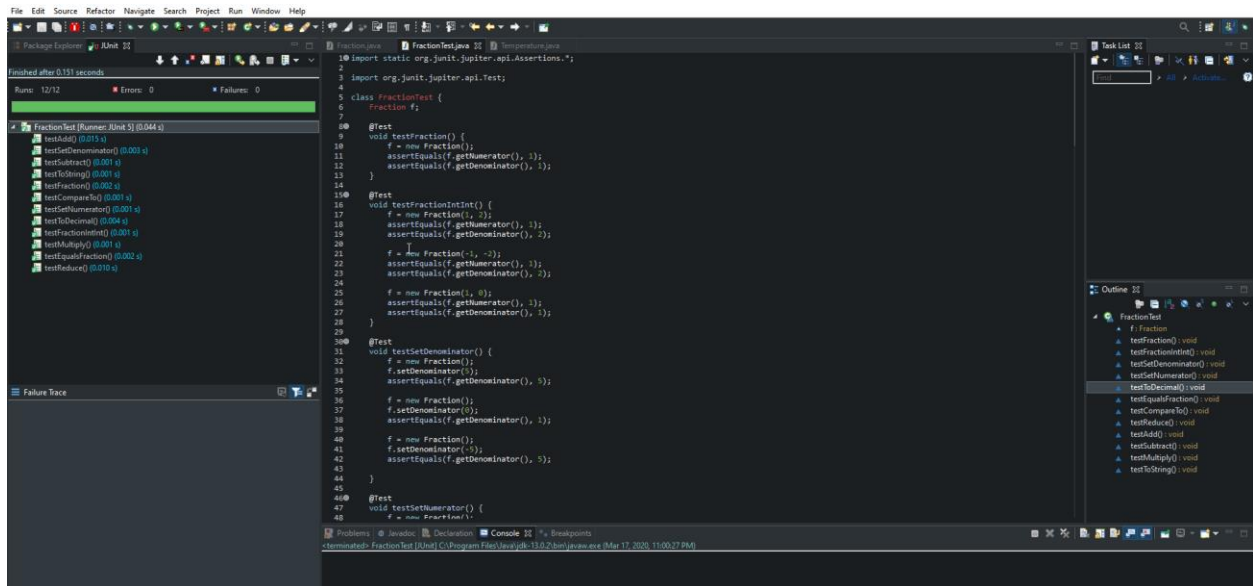 File Edit Source Refactor Navigate Search Project Run Window Help
Package Explorer JUnit
Finished after 0.151 seconds
Runs: 12/12 Errors: 0 Failures: 0
FractionTest [Runner: JUnit 5] (0.044 s)
testAdd() (0.015 s)
testSetDenominator() (0.003 s)
testSubtract() (0.001 s)
testToString() (0.001 s)
testFraction() (0.002 s)
testCompareTo() (0.001 s)
testSetNumerator() (0.001 s)
testToDecimal() (0.004 s)
testFractionIntInt() (0.001 s)
testMultiply() (0.001 s)
testEqualsFraction() (0.002 s)
testReduce() (0.010 s)
Failure Trace
Fraction.java FractionTest.java Temperature.java
1 import static org.junit.jupiter.api.Assertions.*;
2
3 import org.junit.jupiter.api.Test;
4
5 class FractionTest {
6 Fraction f;
7
8 @Test
9 void testFraction() {
10 f = new Fraction();
11 assertEquals(f.getNumerator(), 1);
12 assertEquals(f.getDenominator(), 1);
13 }
14
15 @Test
16 void testFractionIntInt() {
17 f = new Fraction(1, 2);
18 assertEquals(f.getNumerator(), 1);
19 assertEquals(f.getDenominator(), 2);
20
21 f = new Fraction(-1, -2);
22 assertEquals(f.getNumerator(), 1);
23 assertEquals(f.getDenominator(), 2);
24
25 f = new Fraction(1, 0);
26 assertEquals(f.getNumerator(), 1);
27 assertEquals(f.getDenominator(), 1);
28 }
29
30 @Test
31 void testSetDenominator() {
32 f = new Fraction();
33 f.setDenominator(5);
34 assertEquals(f.getDenominator(), 5);
35
36 f = new Fraction();
37 f.setDenominator(0);
38 assertEquals(f.getDenominator(), 1);
39
40 f = new Fraction();
41 f.setDenominator(-5);
42 assertEquals(f.getDenominator(), 5);
43
44 }
45
46 @Test
47 void testSetNumerator() {
48 f = new Fraction();
Problems Javadoc Declaration Console Breakpoints
<terminated> FractionTest [JUnit] C:\Program Files\Java\jdk-13.0.2\bin\javaw.exe (Mar 17, 2020, 11:00:27 PM)
Task List
Find All Activate...
Outline
FractionTest
f : Fraction
testFraction() : void
testFractionIntInt() : void
testSetDenominator() : void
testSetNumerator() : void
testToDecimal() : void
testEqualsFraction() : void
testCompareTo() : void
testReduce() : void
testAdd() : void
testSubtract() : void
testMultiply() : void
testToString() : void